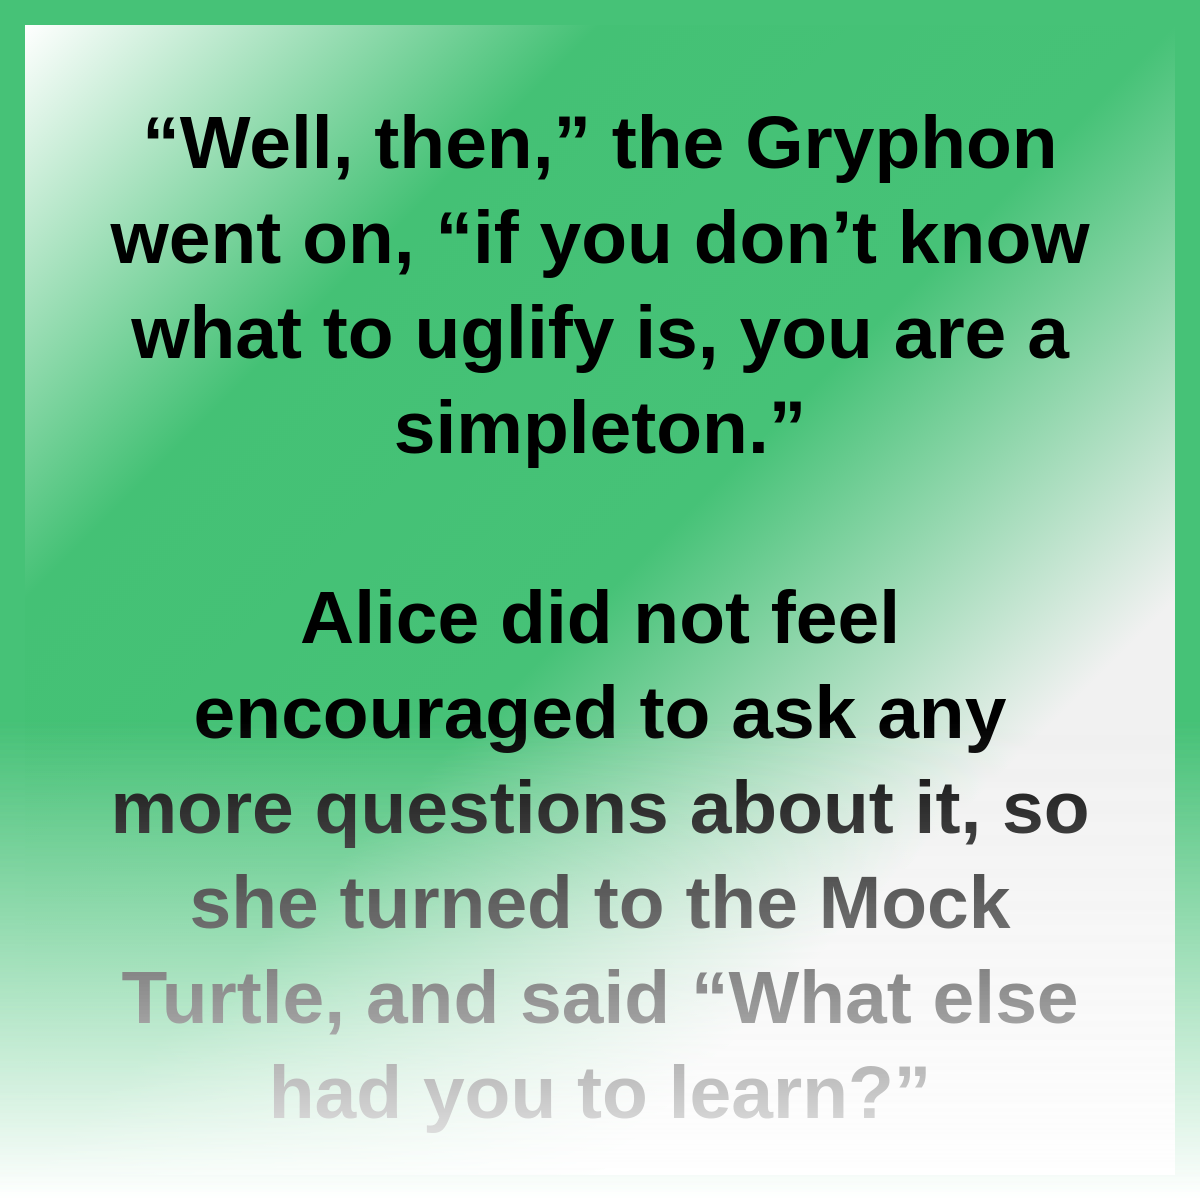 “Well, then,” the Gryphon
went on, “if you don’t know
what to uglify is, you are a
simpleton.”
Alice did not feel
encouraged to ask any
more questions about it, so
she turned to the Mock
Turtle, and said “What else
had you to learn?”